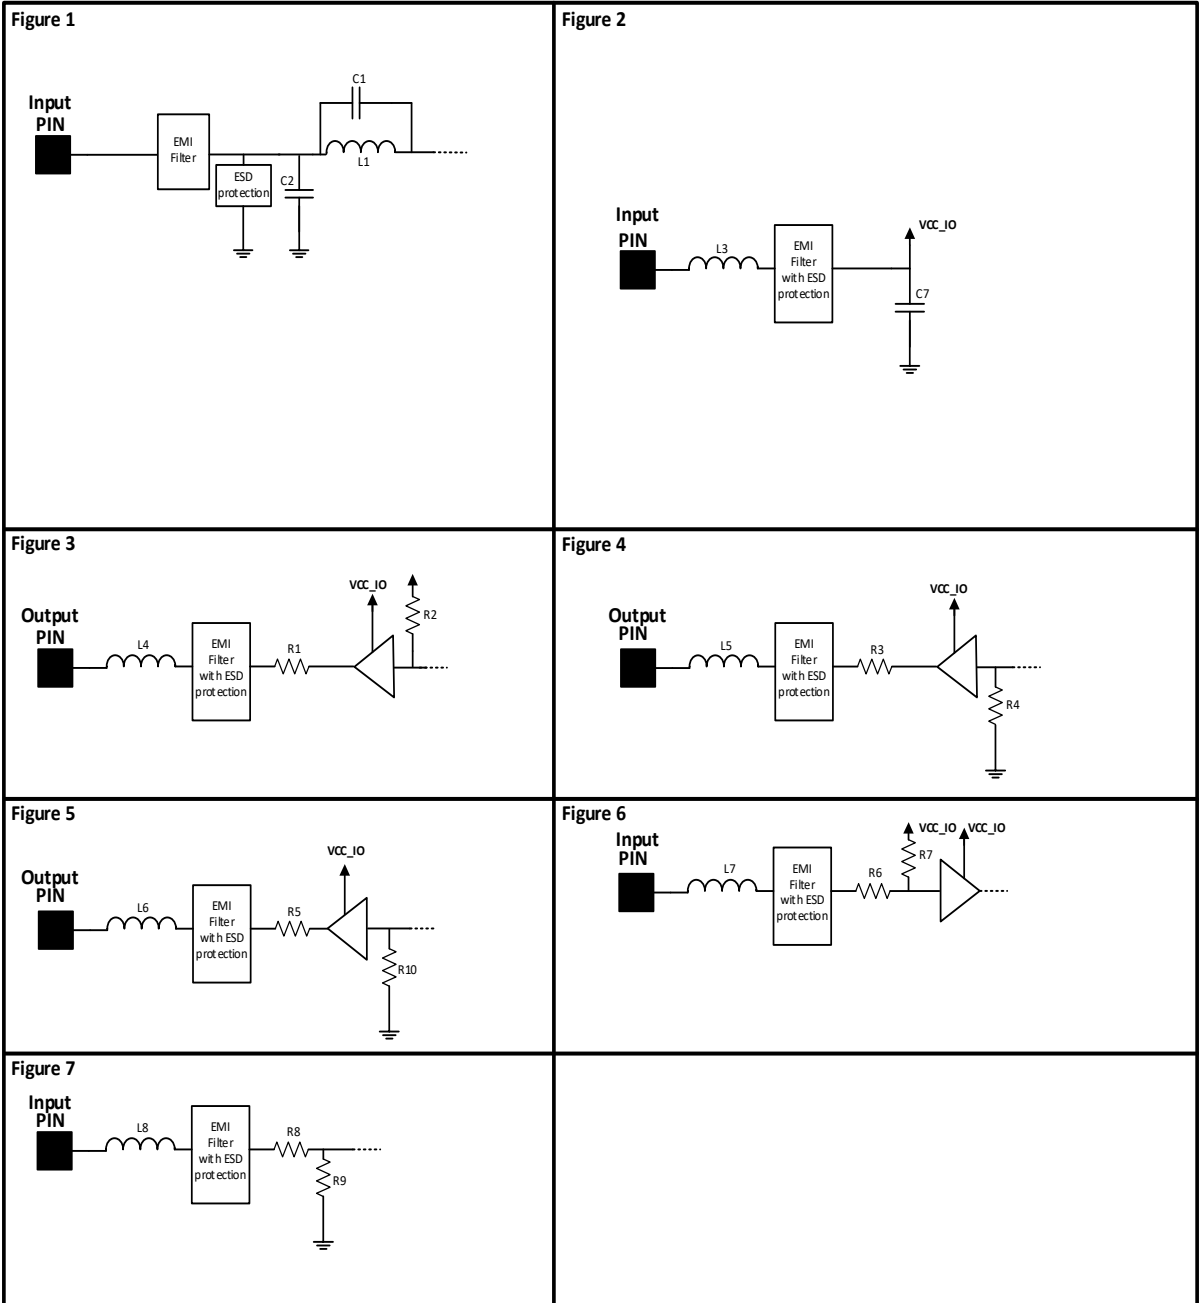 Figure 1
C1
Input
PIN
EMI
Filter
L1
ESD
protection
C2
Figure 2
Input
PIN
VCC_IO
L3
EMI
Filter
with ESD
protection
C7
Figure 3
VCC_IO
R2
Output
PIN
L4
EMI
Filter
with ESD
protection
R1
Figure 4
VCC_IO
Output
PIN
L5
EMI
Filter
with ESD
protection
R3
R4
Figure 5
VCC_IO
Output
PIN
L6
EMI
Filter
with ESD
protection
R5
R10
Figure 6
Input
PIN
VCC_IO
VCC_IO
R7
L7
EMI
Filter
with ESD
protection
R6
Figure 7
Input
PIN
L8
EMI
Filter
with ESD
protection
R8
R9